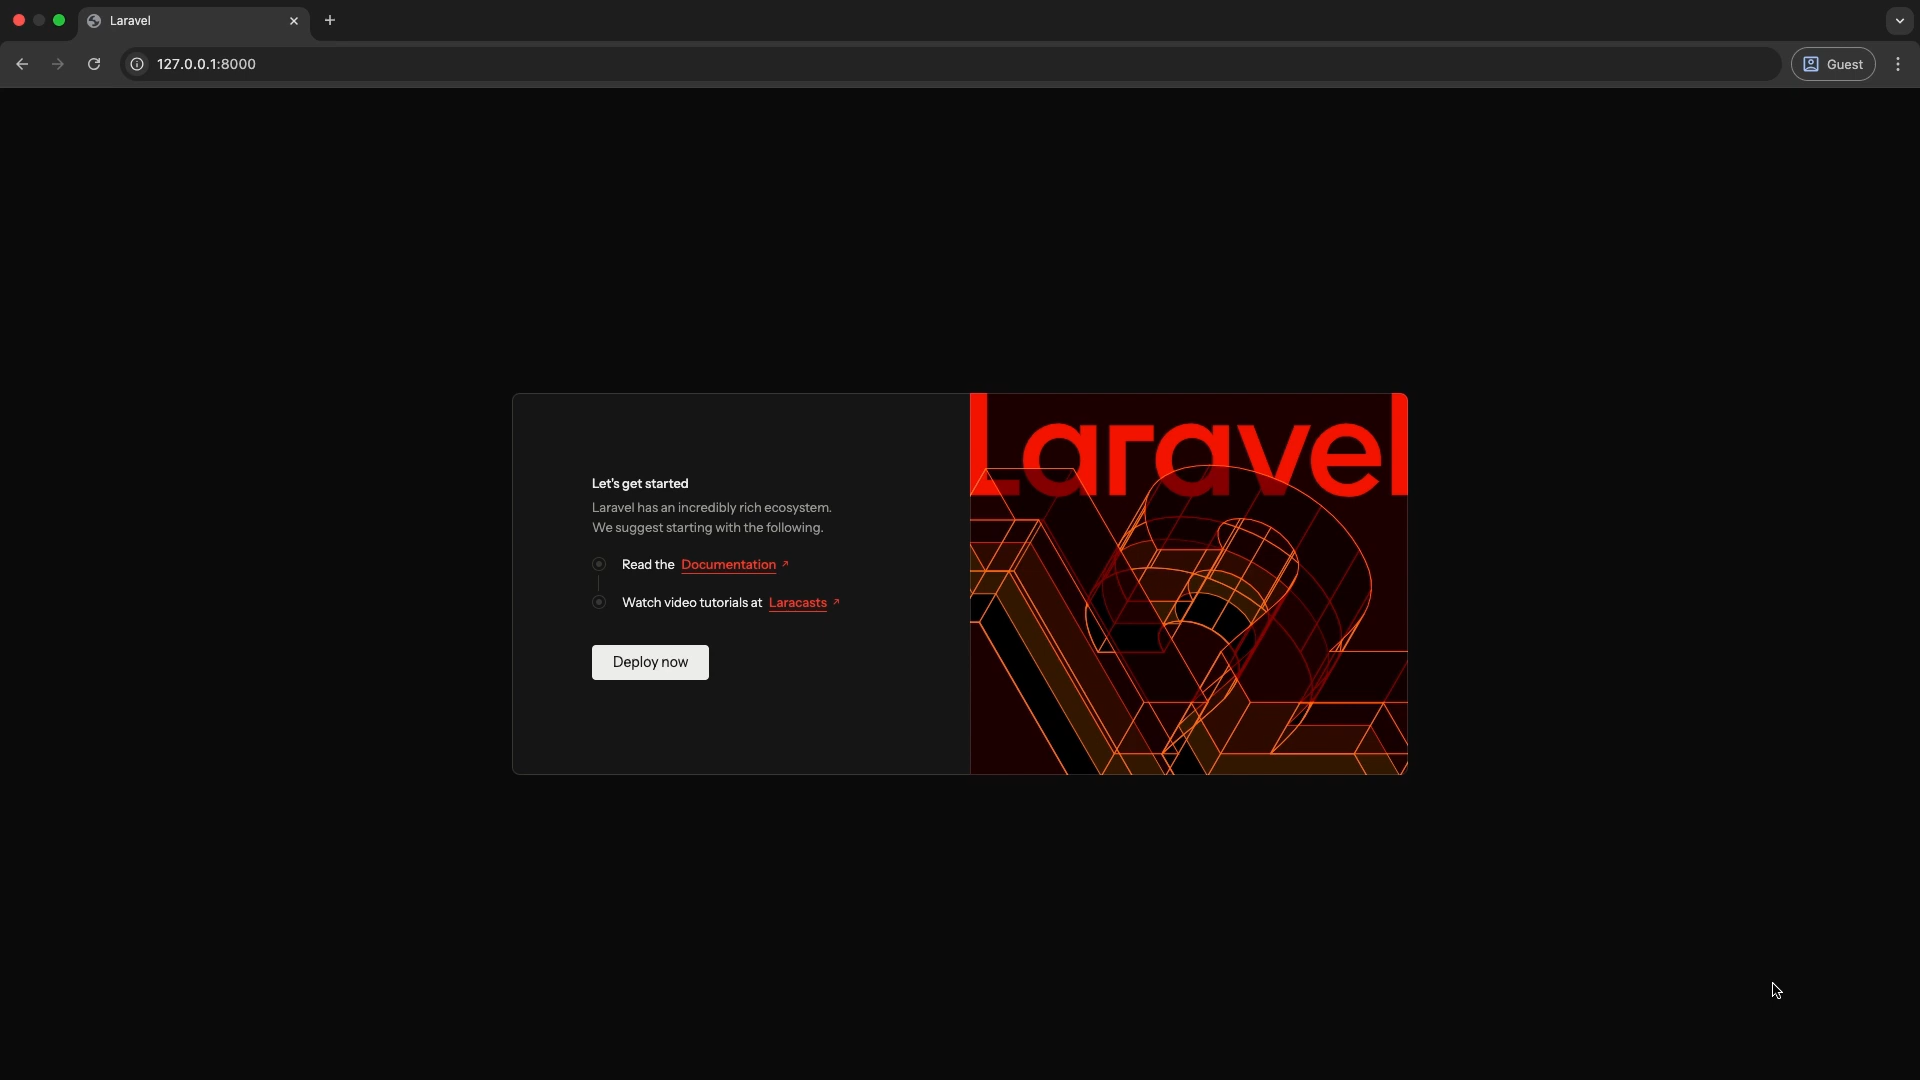 Laravel
127.0.0.1:8000
Guest
Laravel
Let's get started
Laravel has an incredibly rich ecosystem.
We suggest starting with the following.
Read the Documentation
Watch video tutorials at Laracasts
Deploy now